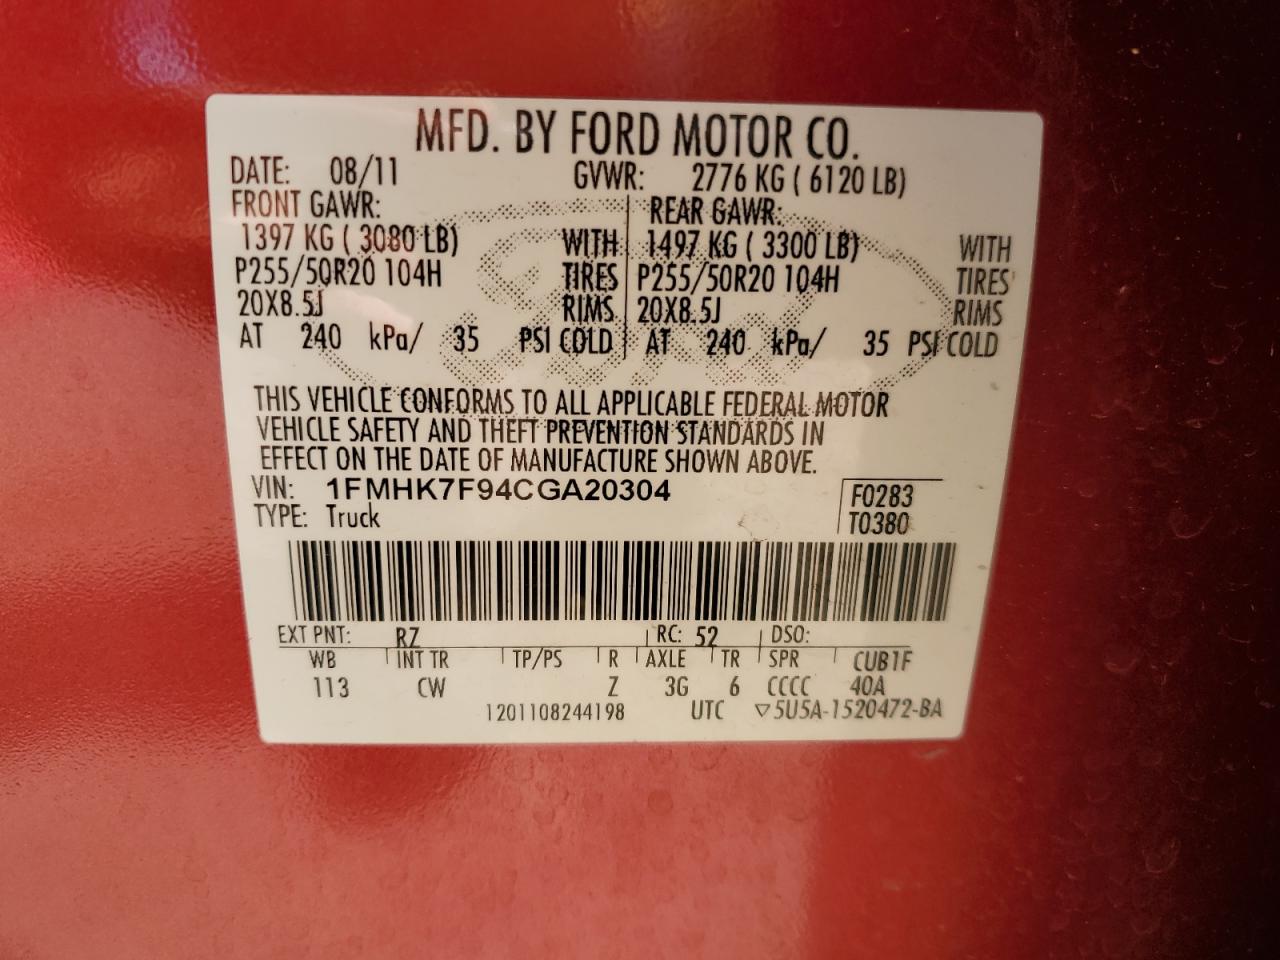 MFD. BY FORD MOTOR CO.
DATE: 08/11 GVWR: 2776 KG ( 6120 LB)
FRONT GAWR: REAR GAWR:
1397 KG ( 3080 LB) WITH 1497 KG ( 3300 LB) WITH
P255/50R20 104H TIRES P255/50R20 104H TIRES
20X8.5J RIMS 20X8.5J RIMS
AT 240 kPa/ 35 PSI COLD AT 240 kPa/ 35 PSI COLD
THIS VEHICLE CONFORMS TO ALL APPLICABLE FEDERAL MOTOR
VEHICLE SAFETY AND THEFT PREVENTION STANDARDS IN
EFFECT ON THE DATE OF MANUFACTURE SHOWN ABOVE.
VIN: 1FMHK7F94CGA20304 F0283
TYPE: Truck T0380
EXT PNT: RZ RC: 52 DSO:
WB INT TR TP/PS R AXLE TR SPR CUB1F
113 CW Z 3G 6 CCCC 40A
1201108244198 UTC ▽5U5A-1520472-BA